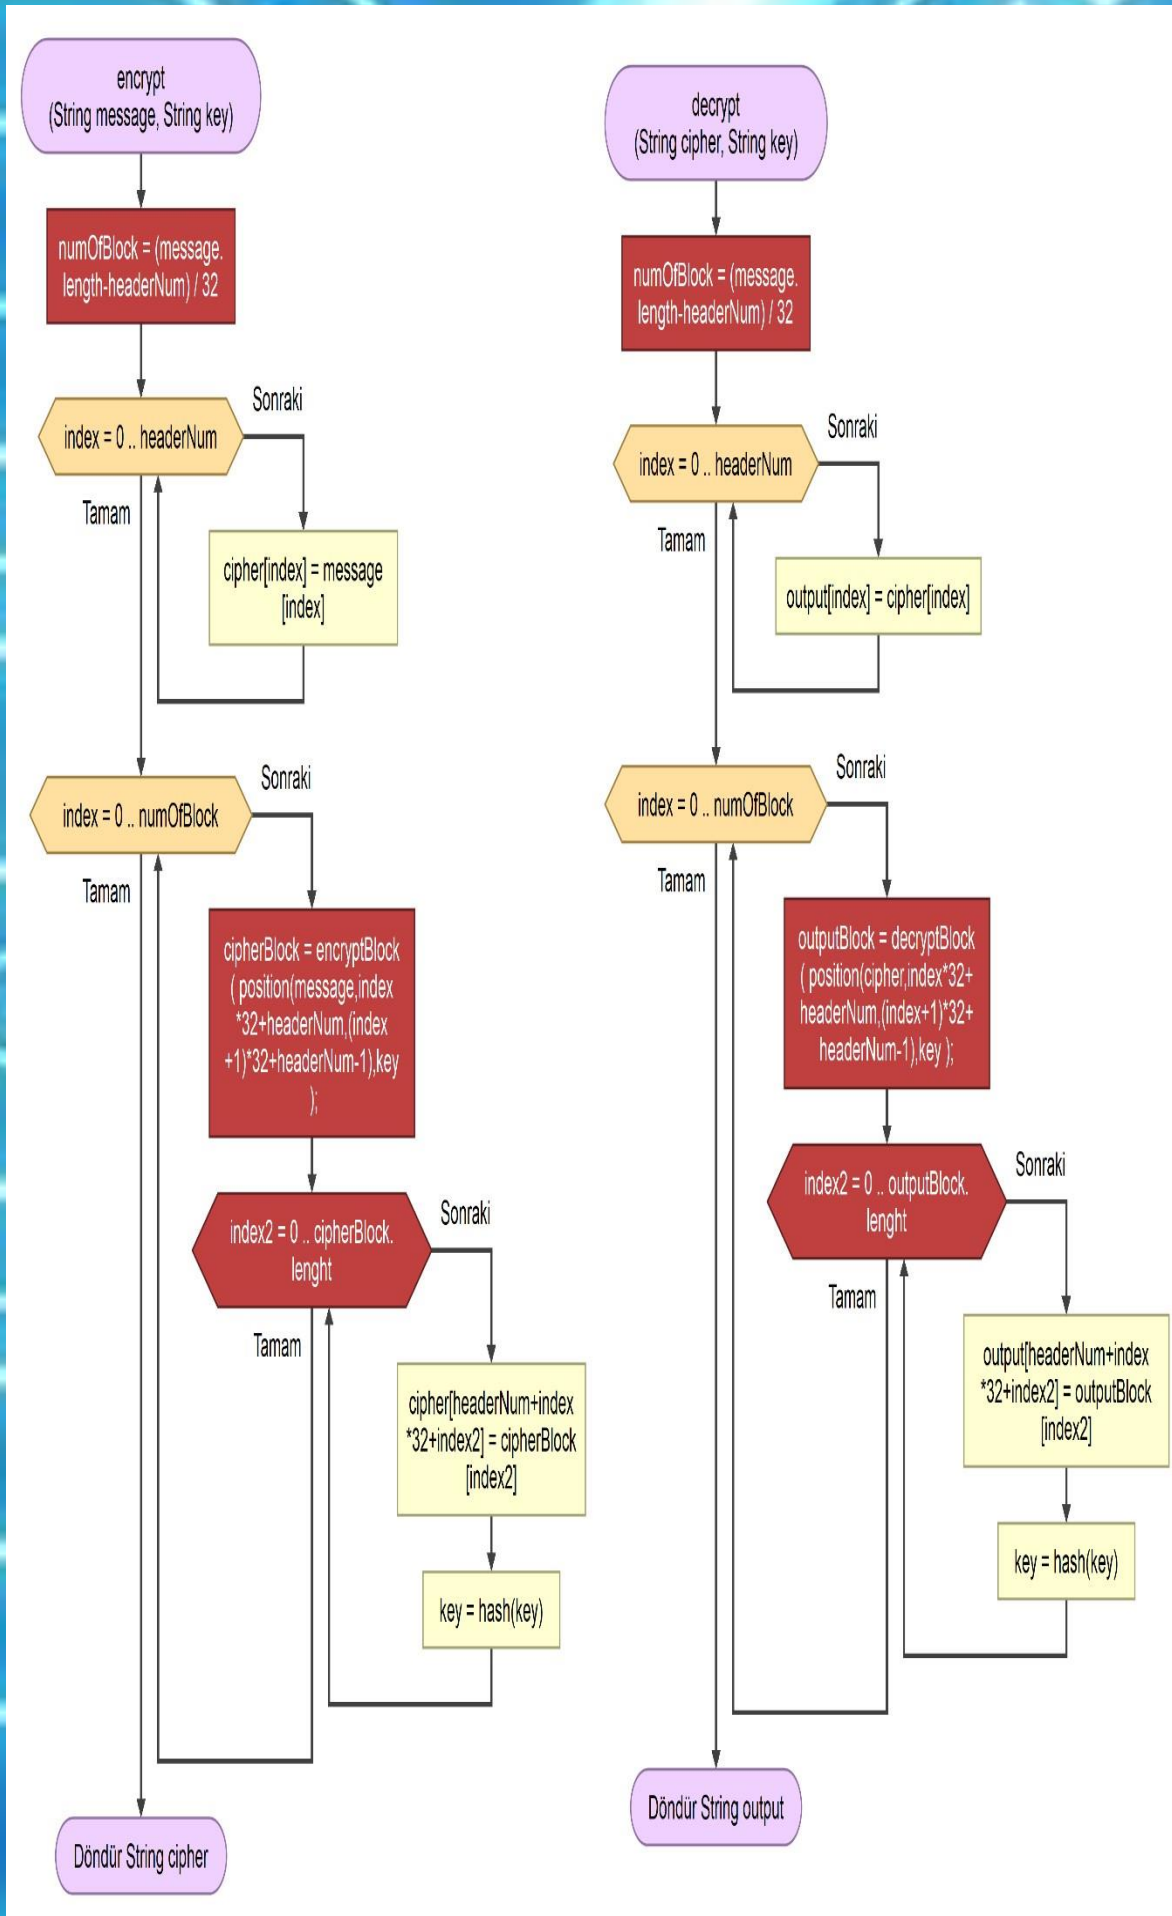 encrypt
(String message, String key)
numOfBlock = (message.
length-headerNum) / 32
Sonraki
index = 0 .. headerNum
Tamam
cipher[index] = message
[index]
Sonraki
index = 0 .. numOfBlock
Tamam
cipherBlock = encryptBlock
( position(message,index
*32+headerNum,(index
+1)*32+headerNum-1),key
);
Sonraki
index2 = 0 .. cipherBlock.
lenght
Tamam
cipher[headerNum+index
*32+index2] = cipherBlock
[index2]
key = hash(key)
Döndür String cipher
decrypt
(String cipher, String key)
numOfBlock = (message.
length-headerNum) / 32
Sonraki
index = 0 .. headerNum
Tamam
output[index] = cipher[index]
Sonraki
index = 0 .. numOfBlock
Tamam
outputBlock = decryptBlock
( position(cipher,index*32+
headerNum,(index+1)*32+
headerNum-1),key );
Sonraki
index2 = 0 .. outputBlock.
lenght
Tamam
output[headerNum+index
*32+index2] = outputBlock
[index2]
key = hash(key)
Döndür String output